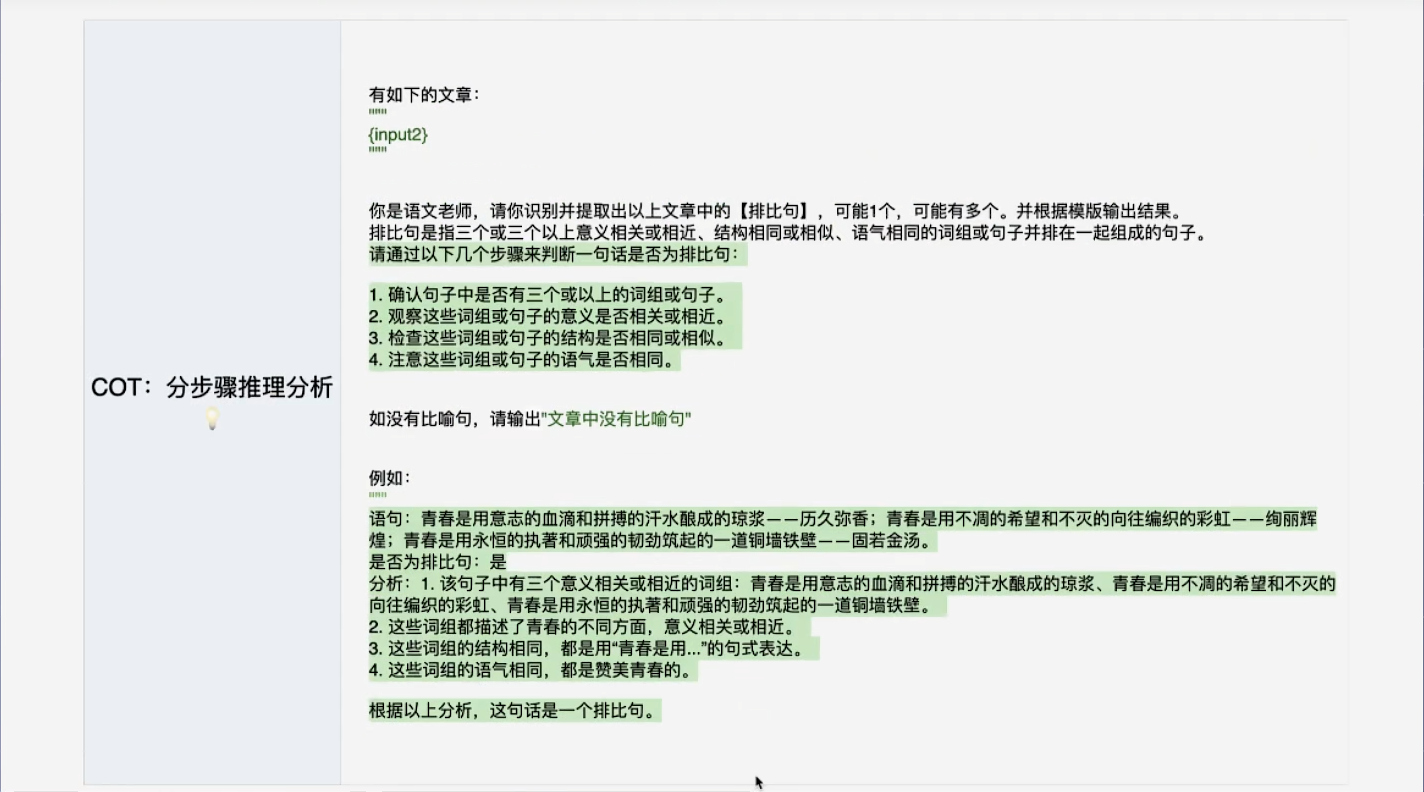 COT：分步骤推理分析
💡
有如下的文章：
"""
{input2}
"""
你是语文老师，请你识别并提取出以上文章中的【排比句】，可能1个，可能有多个。并根据模版输出结果。
排比句是指三个或三个以上意义相关或相近、结构相同或相似、语气相同的词组或句子并排在一起组成的句子。
请通过以下几个步骤来判断一句话是否为排比句：
1. 确认句子中是否有三个或以上的词组或句子。
2. 观察这些词组或句子的意义是否相关或相近。
3. 检查这些词组或句子的结构是否相同或相似。
4. 注意这些词组或句子的语气是否相同。
如没有比喻句，请输出"文章中没有比喻句"
例如：
"""
语句：青春是用意志的血滴和拼搏的汗水酿成的琼浆——历久弥香；青春是用不凋的希望和不灭的向往编织的彩虹——绚丽辉
煌；青春是用永恒的执著和顽强的韧劲筑起的一道铜墙铁壁——固若金汤。
是否为排比句：是
分析：1. 该句子中有三个意义相关或相近的词组：青春是用意志的血滴和拼搏的汗水酿成的琼浆、青春是用不凋的希望和不灭的
向往编织的彩虹、青春是用永恒的执著和顽强的韧劲筑起的一道铜墙铁壁。
2. 这些词组都描述了青春的不同方面，意义相关或相近。
3. 这些词组的结构相同，都是用“青春是用...”的句式表达。
4. 这些词组的语气相同，都是赞美青春的。
根据以上分析，这句话是一个排比句。